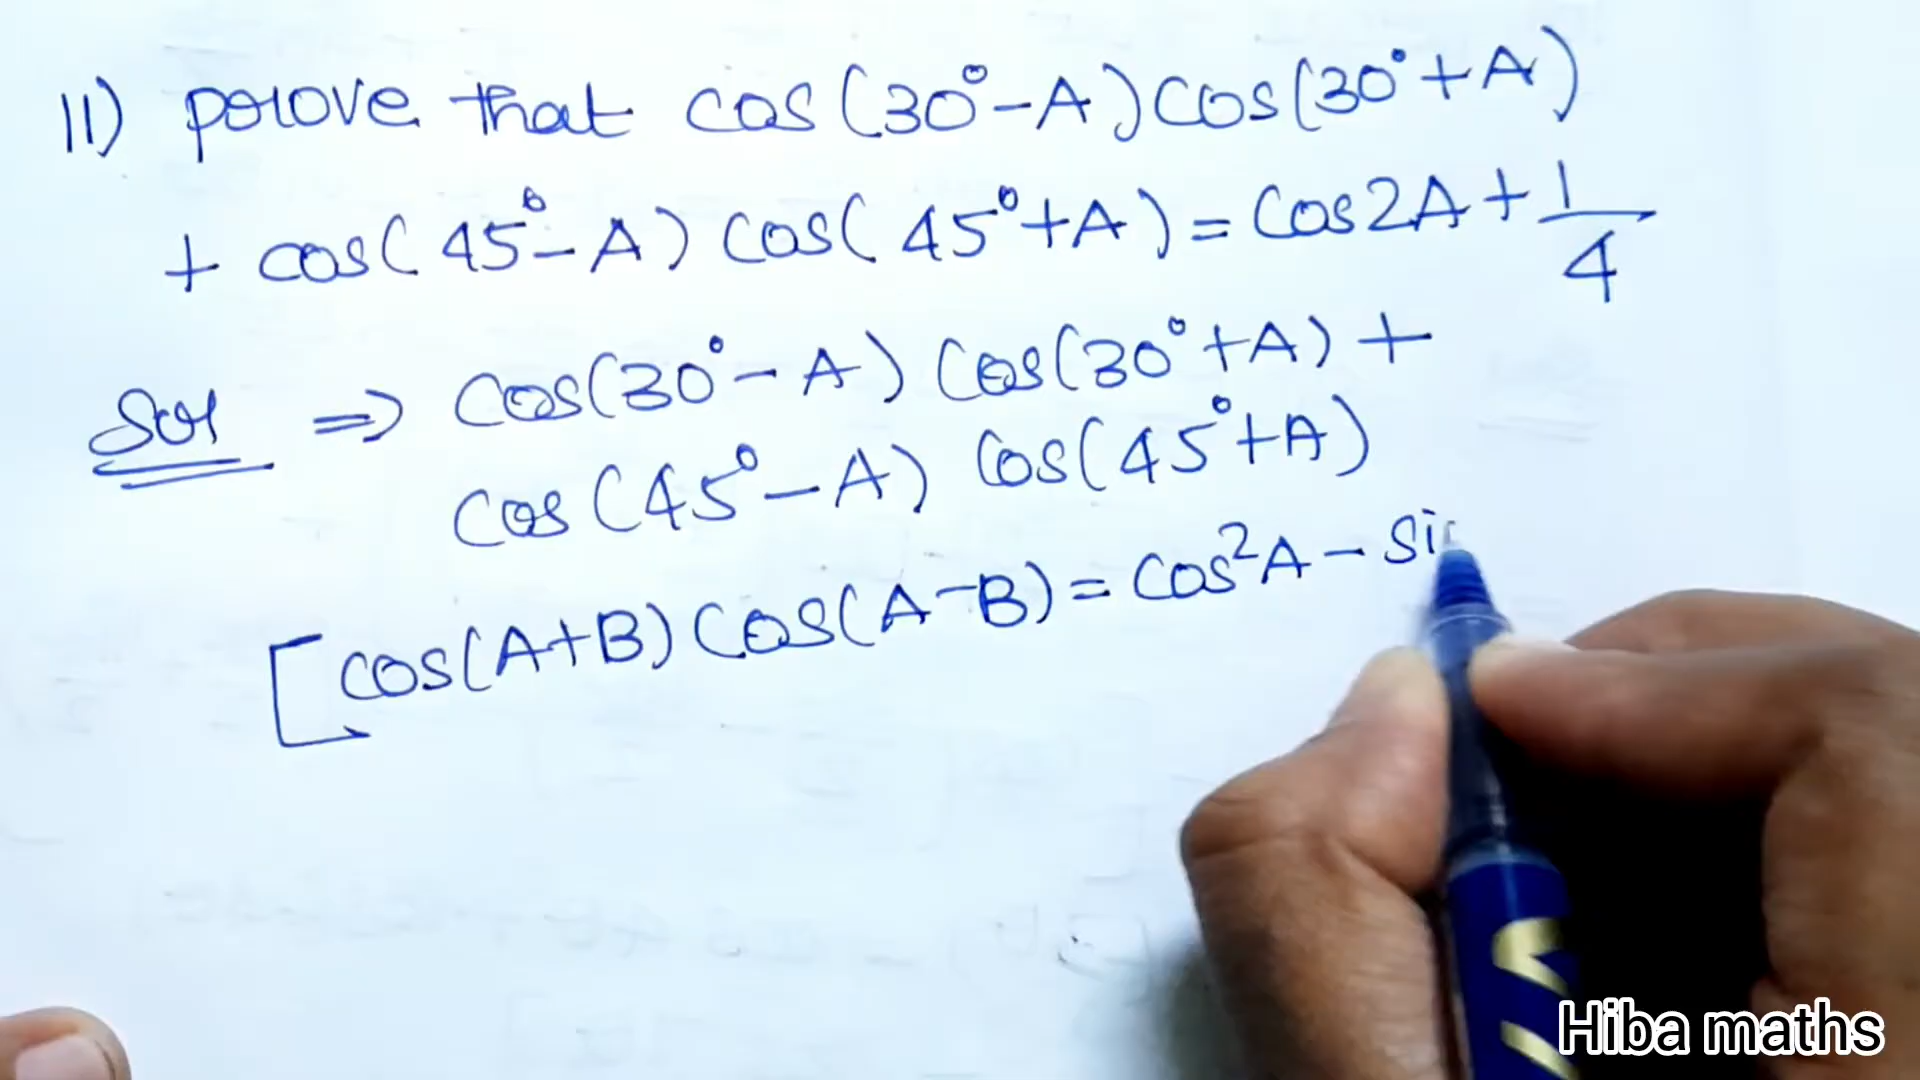 11) prove that cos(30°-A)cos(30°+A)
+ cos(45°-A) cos(45°+A) = cos2A + 1/4
Sol ⇒ cos(30°-A) cos(30°+A) +
cos(45°-A) cos(45°+A)
[cos(A+B) cos(A-B) = cos²A - si
Hiba maths